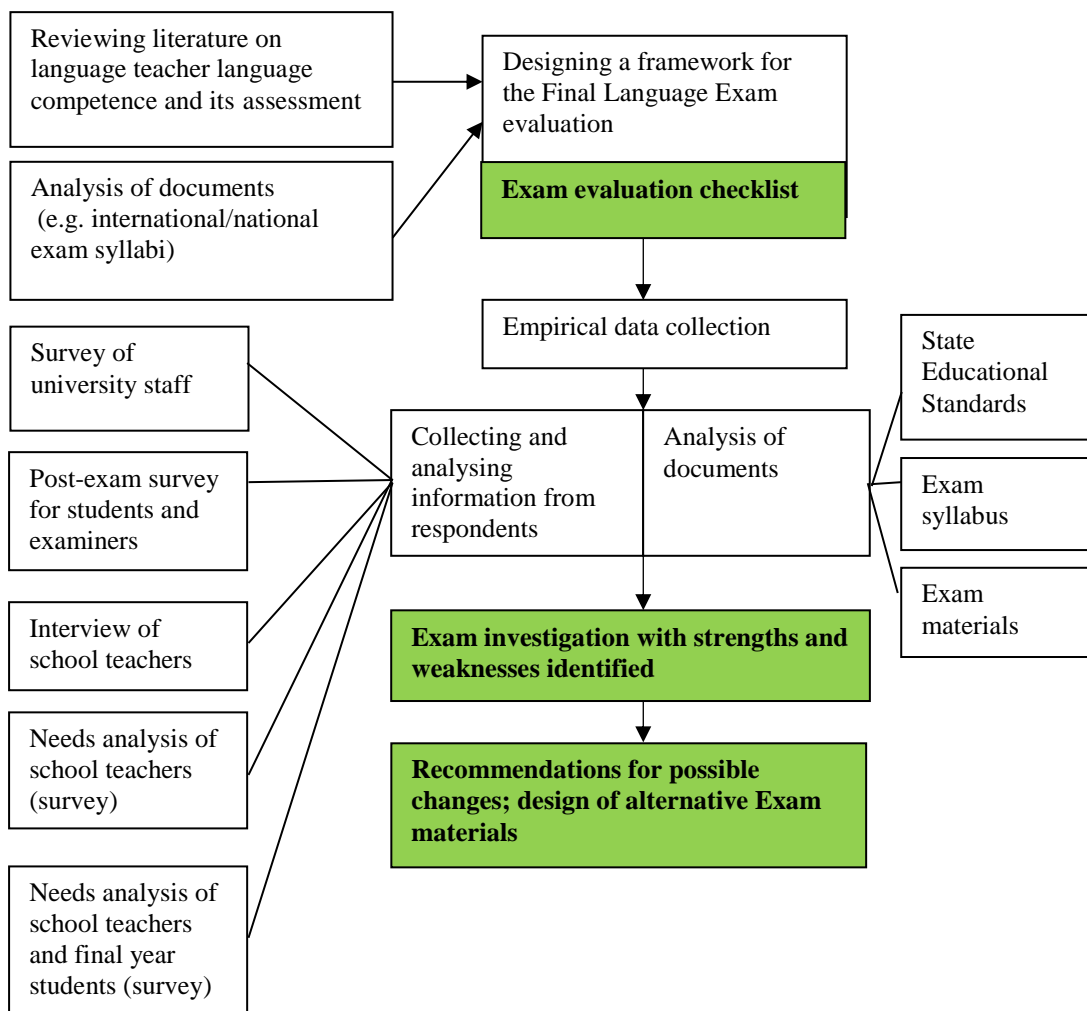 Reviewing literature on
language teacher language
competence and its assessment
Designing a framework for
the Final Language Exam
evaluation
Exam evaluation checklist
Analysis of documents
(e.g. international/national
exam syllabi)
Empirical data collection
Survey of
university staff
Post-exam survey
for students and
examiners
Interview of
school teachers
Needs analysis of
school teachers
(survey)
Needs analysis of
school teachers
and final year
students (survey)
Collecting and
analysing
information from
respondents
Analysis of
documents
State
Educational
Standards
Exam
syllabus
Exam
materials
Exam investigation with strengths and
weaknesses identified
Recommendations for possible
changes; design of alternative Exam
materials